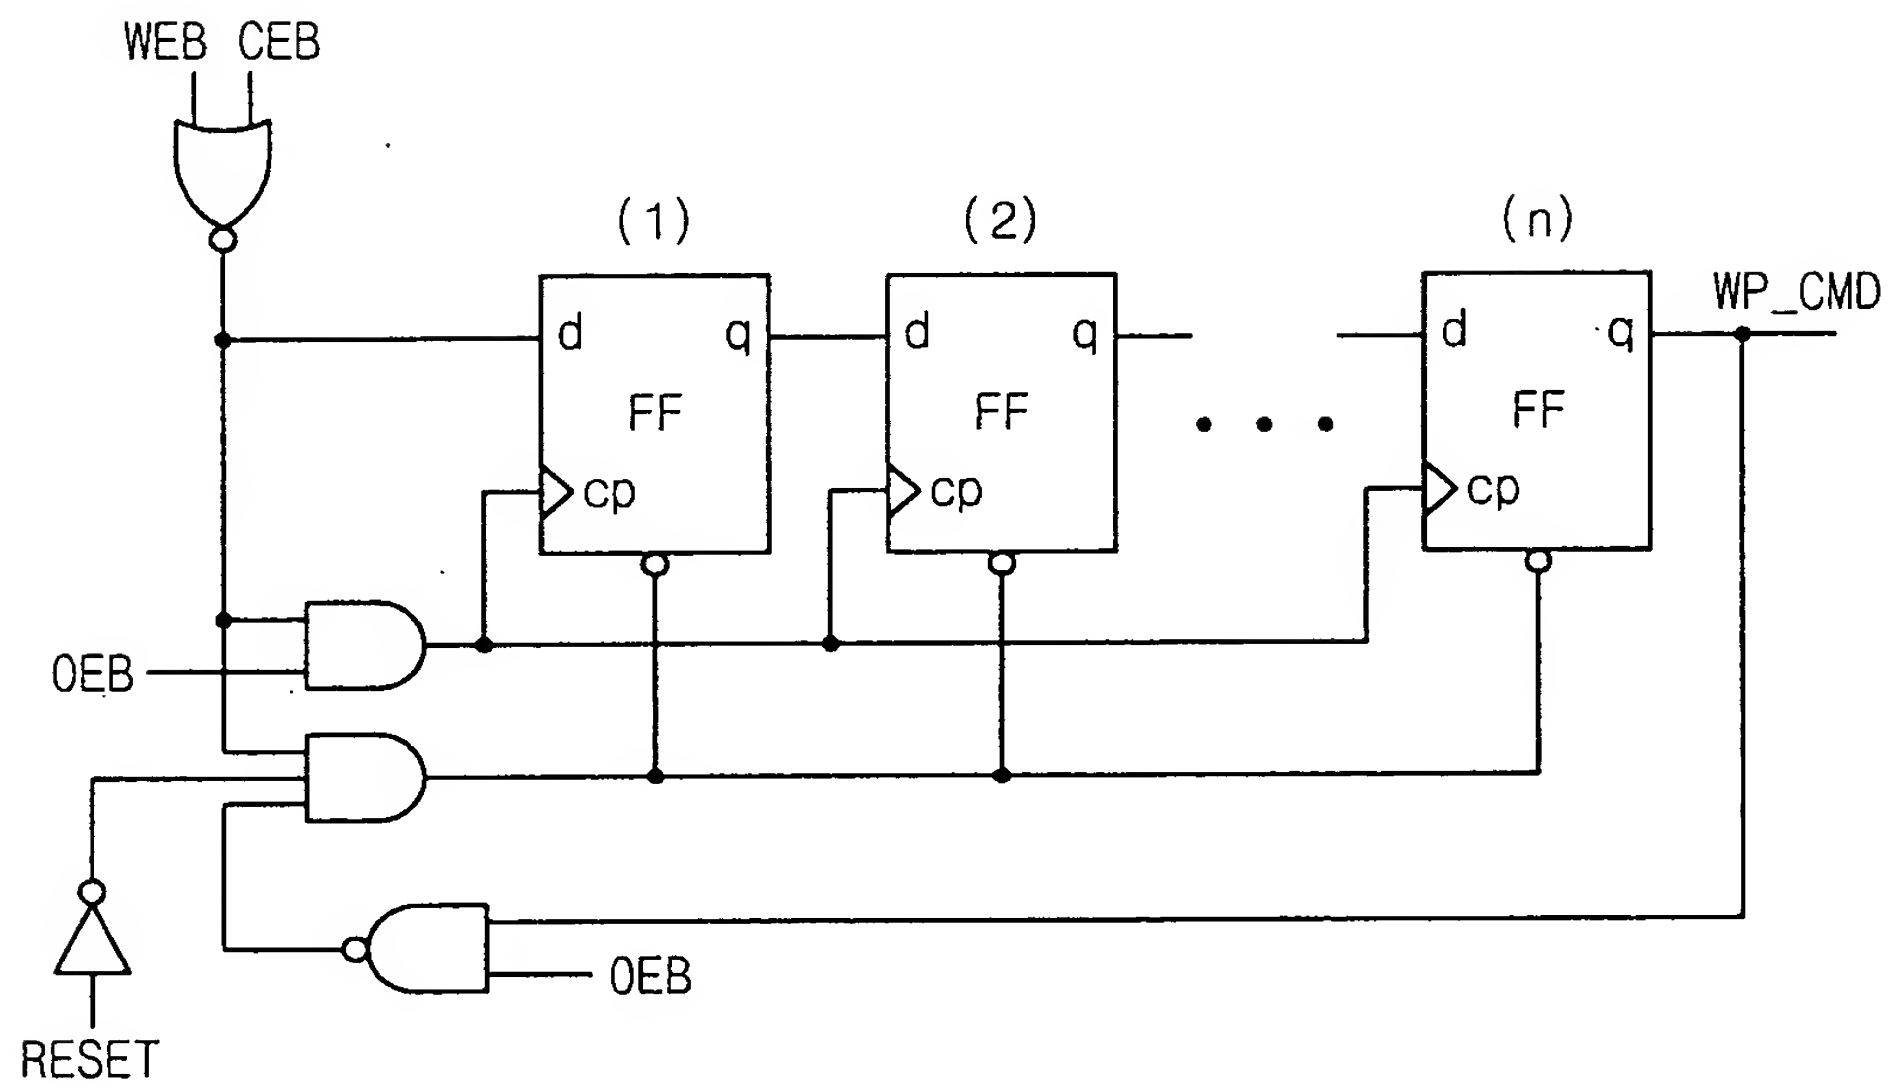 WEB CEB
(1) (2) (n)
WP_CMD
d q d q d q
FF FF FF
cp cp cp
OEB
OEB
RESET